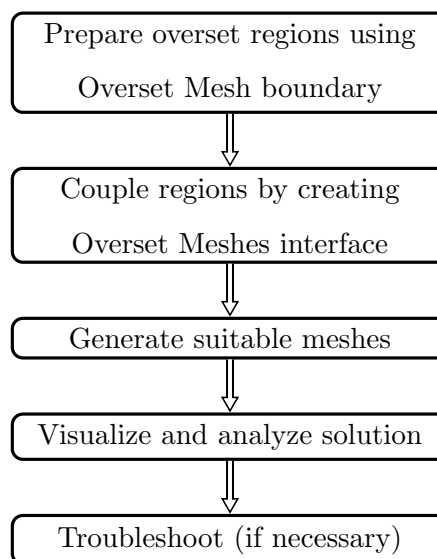 Prepare overset regions using
Overset Mesh boundary
Couple regions by creating
Overset Meshes interface
Generate suitable meshes
Visualize and analyze solution
Troubleshoot (if necessary)